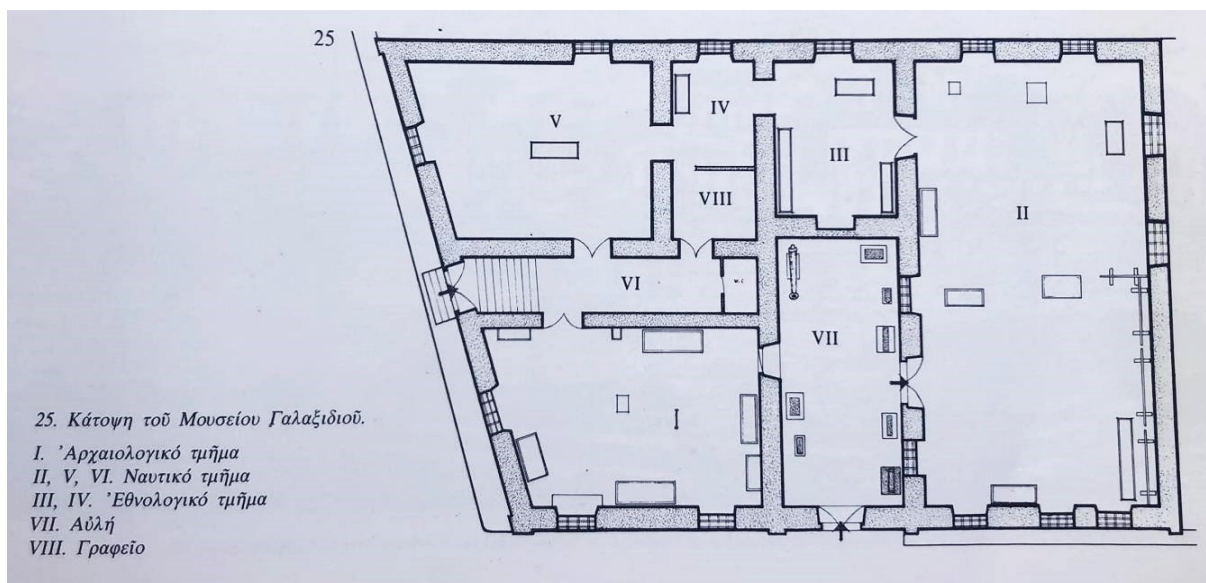 25
V
IV
III
VIII
II
VI
w.c
VII
I
25. Κάτοψη τοῦ Μουσείου Γαλαξιδιοῦ.
I. Ἀρχαιολογικό τμῆμα
II, V, VI. Ναυτικό τμῆμα
III, IV. Ἐθνολογικό τμῆμα
VII. Αὐλή
VIII. Γραφεῖο